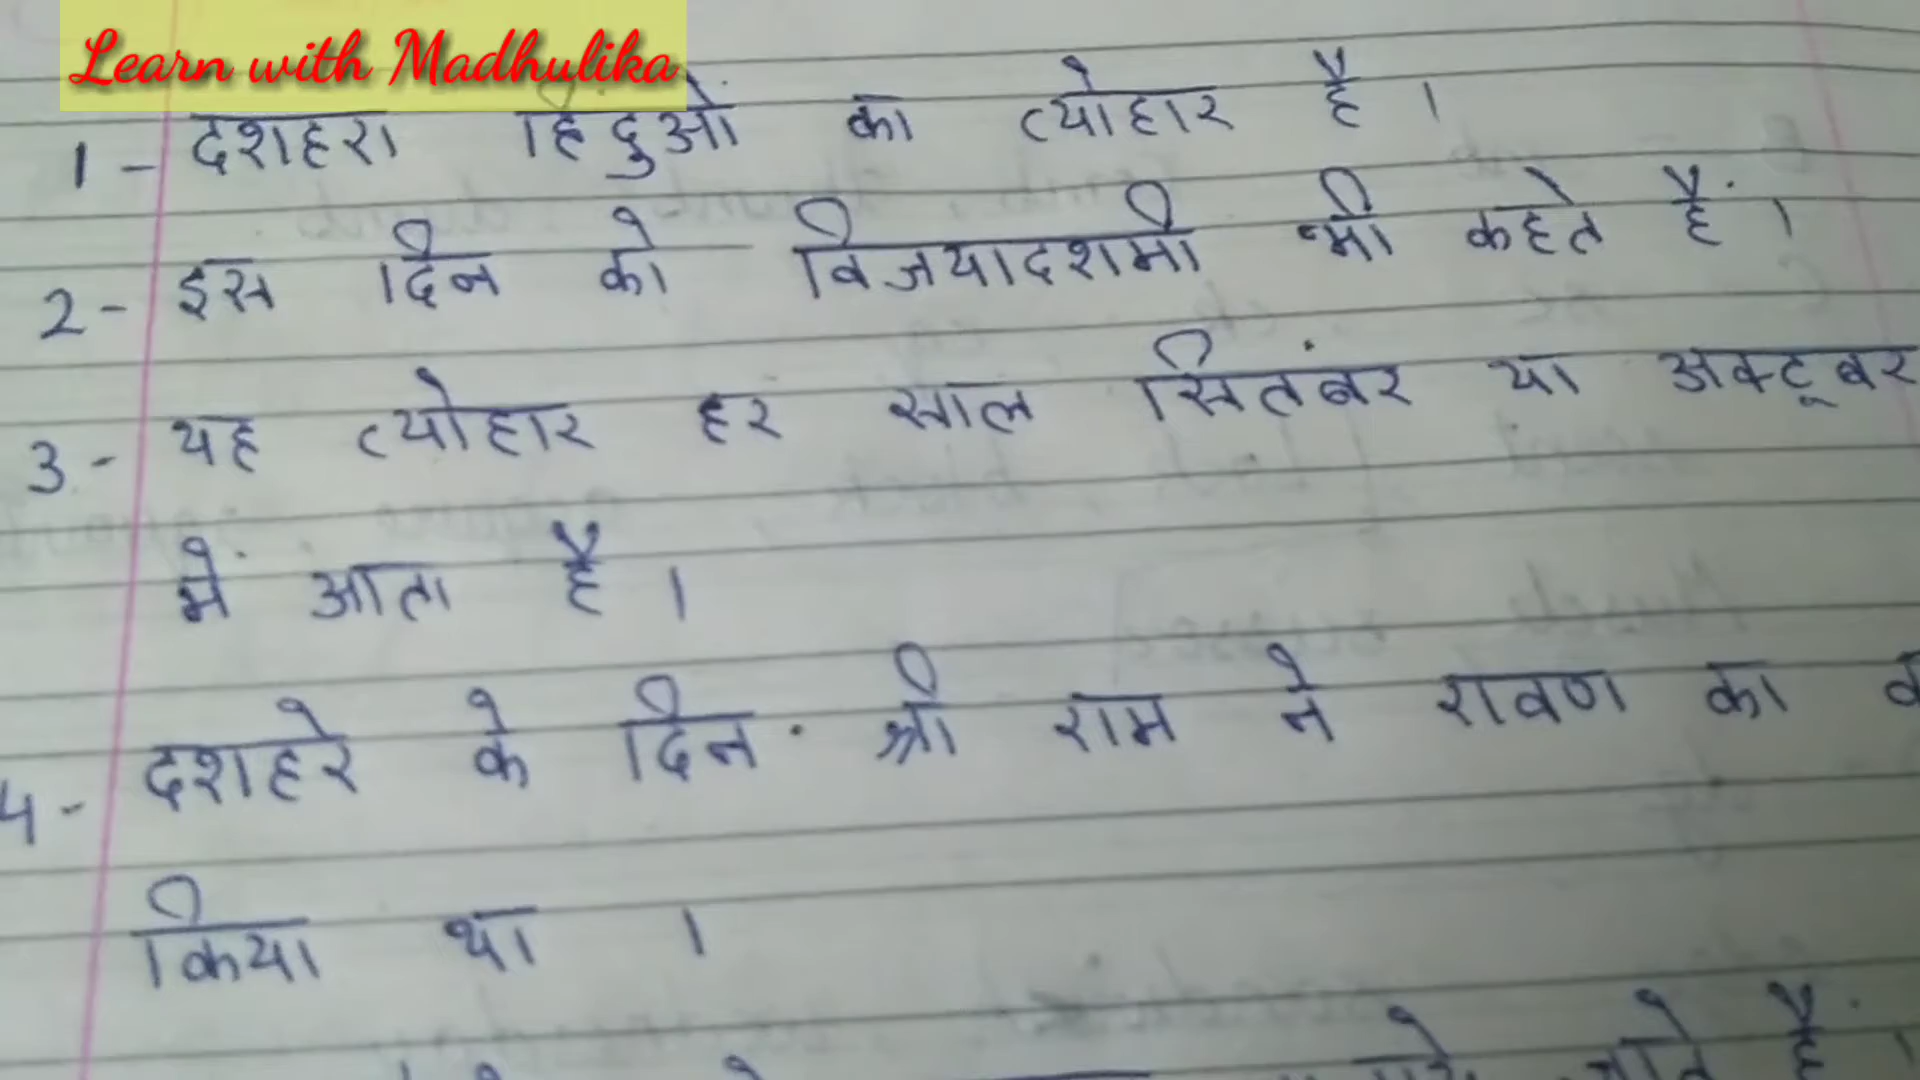 Learn with Madhulika
1 - दशहरा हिंदुओं का त्योहार है ।
2 - इस दिन को विजयादशमी भी कहते हैं ।
3 - यह त्योहार हर साल सितंबर या अक्टूबर
में आता है ।
4 - दशहरे के दिन श्री राम ने रावण का
किया था ।
जाते हैं ।